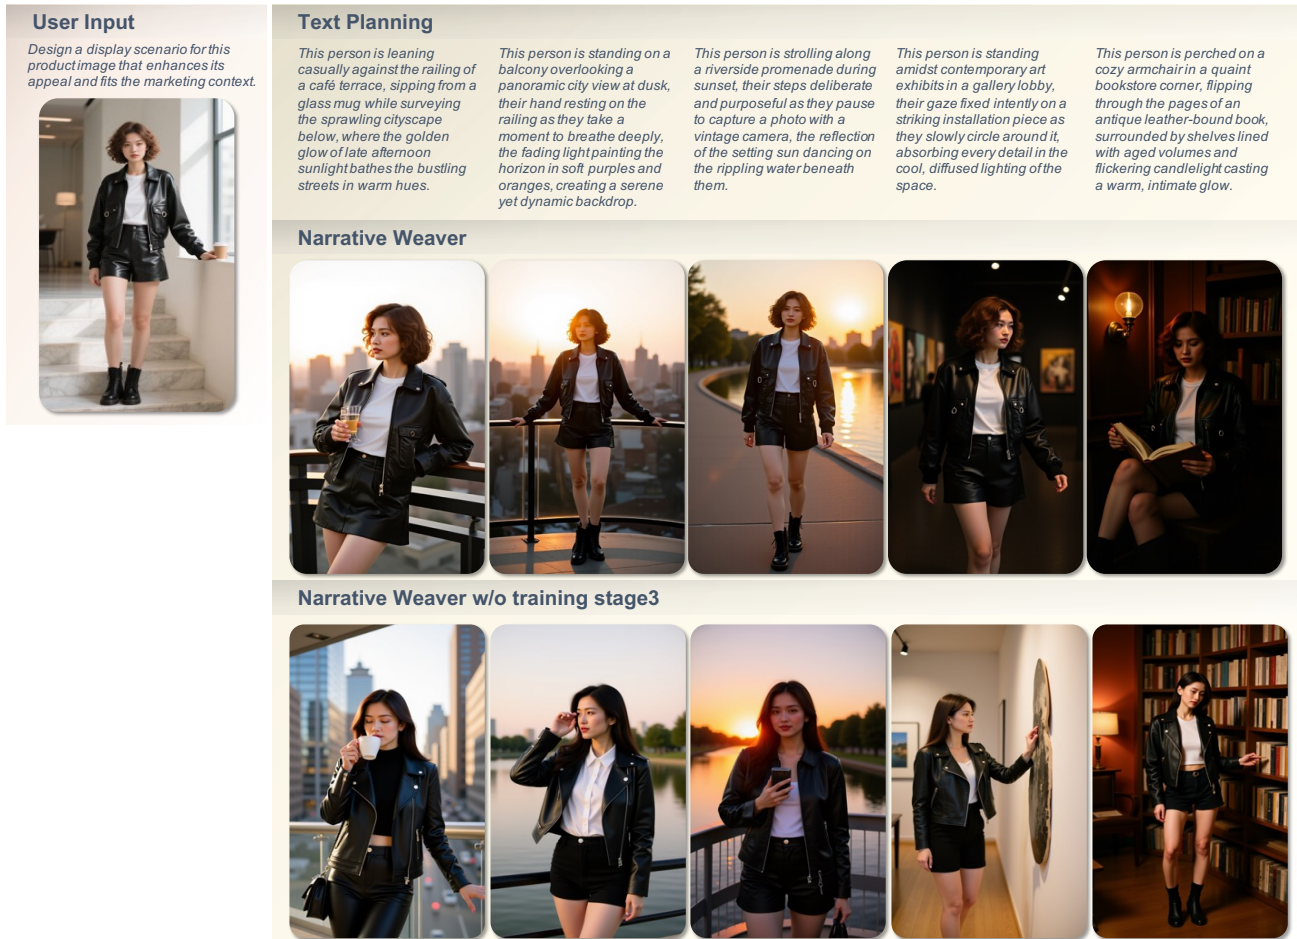 User Input
Design a display scenario for this
product image that enhances its
appeal and fits the marketing context.
Text Planning
This person is leaning
casually against the railing of
a café terrace, sipping from a
glass mug while surveying
the sprawling cityscape
below, where the golden
glow of late afternoon
sunlight bathes the bustling
streets in warm hues.
This person is standing on a
balcony overlooking a
panoramic city view at dusk,
their hand resting on the
railing as they take a
moment to breathe deeply,
the fading light painting the
horizon in soft purples and
oranges, creating a serene
yet dynamic backdrop.
This person is strolling along
a riverside promenade during
sunset, their steps deliberate
and purposeful as they pause
to capture a photo with a
vintage camera, the reflection
of the setting sun dancing on
the rippling water beneath
them.
This person is standing
amidst contemporary art
exhibits in a gallery lobby,
their gaze fixed intently on a
striking installation piece as
they slowly circle around it,
absorbing every detail in the
cool, diffused lighting of the
space.
This person is perched on a
cozy armchair in a quaint
bookstore corner, flipping
through the pages of an
antique leather-bound book,
surrounded by shelves lined
with aged volumes and
flickering candlelight casting
a warm, intimate glow.
Narrative Weaver
Narrative Weaver w/o training stage3